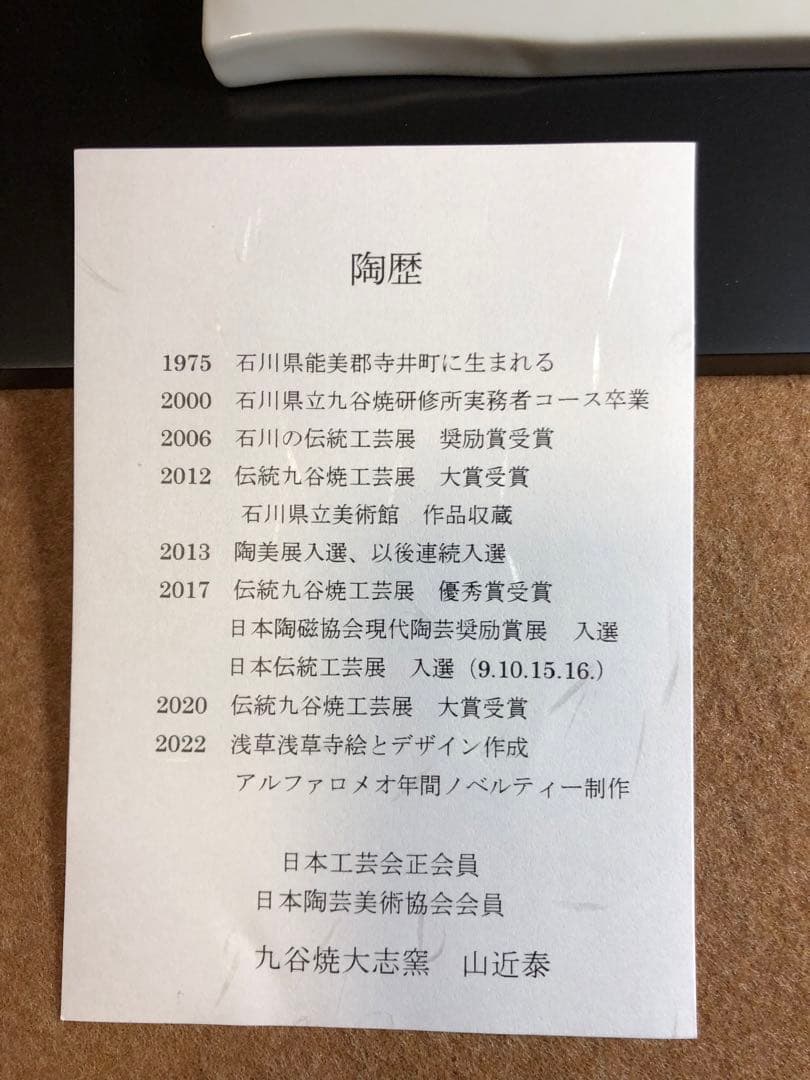 陶歴
1975 石川県能美郡寺井町に生まれる
2000 石川県立九谷焼研修所実務者コース卒業
2006 石川の伝統工芸展 奨励賞受賞
2012 伝統九谷焼工芸展 大賞受賞
石川県立美術館 作品収蔵
2013 陶美展入選、以後連続入選
2017 伝統九谷焼工芸展 優秀賞受賞
日本陶磁協会現代陶芸奨励賞展 入選
日本伝統工芸展 入選（9.10.15.16.）
2020 伝統九谷焼工芸展 大賞受賞
2022 浅草浅草寺絵とデザイン作成
アルファロメオ年間ノベルティー制作
日本工芸会正会員
日本陶芸美術協会会員
九谷焼大志窯 山近泰